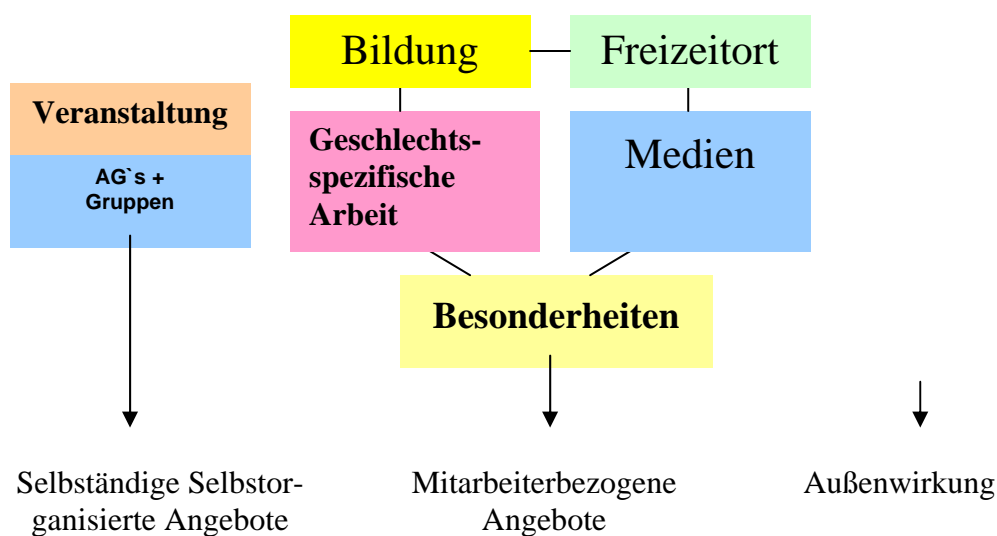 Bildung
Freizeitort
Veranstaltung
AG`s +
Gruppen
Geschlechts-
spezifische
Arbeit
Medien
Besonderheiten
Selbständige Selbstor-
ganisierte Angebote
Mitarbeiterbezogene
Angebote
Außenwirkung